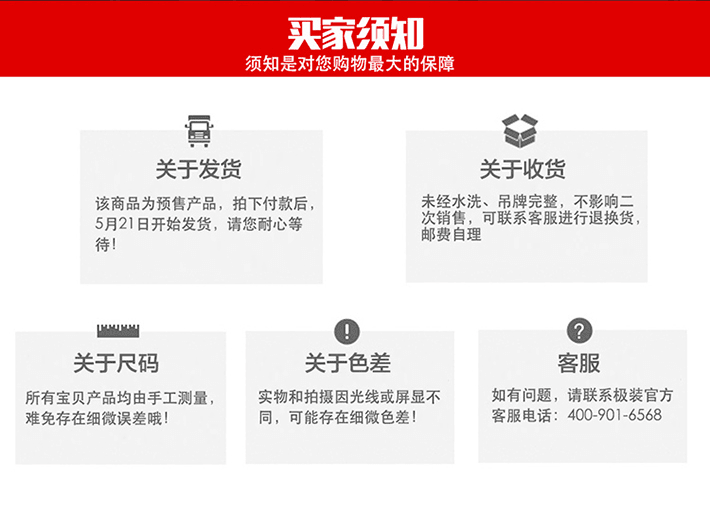 买家须知
须知是对您购物最大的保障
关于发货
该商品为预售产品，拍下付款后，
5月21日开始发货，请您耐心等
待！
关于收货
未经水洗、吊牌完整，不影响二
次销售，可联系客服进行退换货，
邮费自理
关于尺码
所有宝贝产品均由手工测量，
难免存在细微误差哦！
关于色差
实物和拍摄因光线或屏显不
同，可能存在细微色差！
客服
如有问题，请联系极装官方
客服电话：400-901-6568